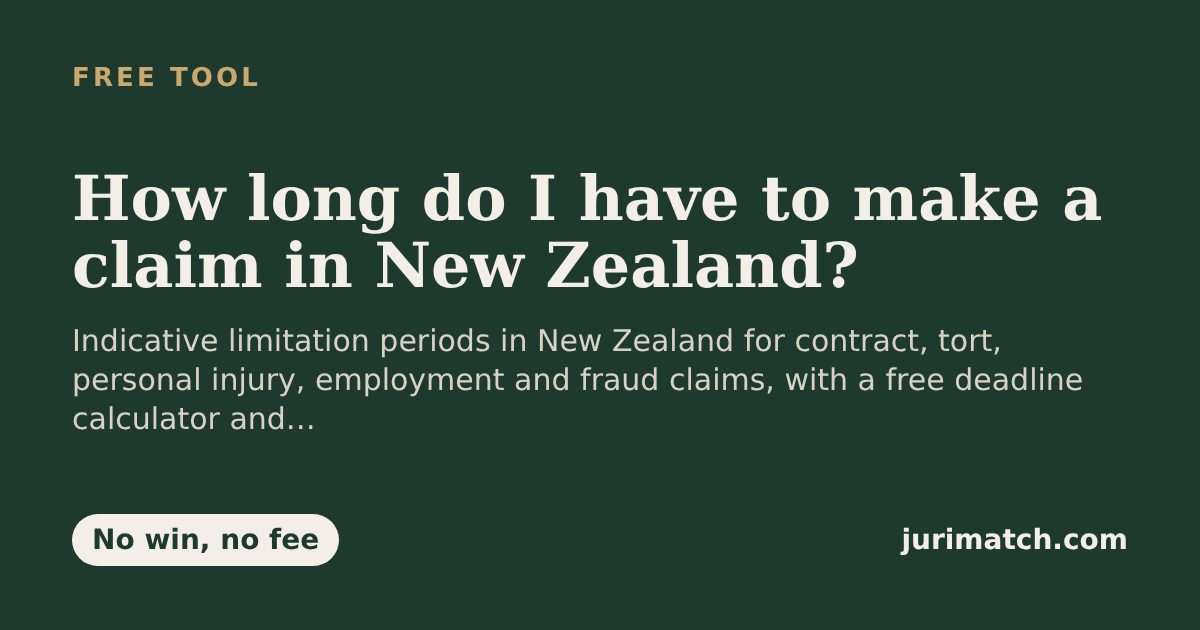 FREE TOOL
How long do I have to make a
claim in New Zealand?
Indicative limitation periods in New Zealand for contract, tort,
personal injury, employment and fraud claims, with a free deadline
calculator and…
No win, no fee
jurimatch.com